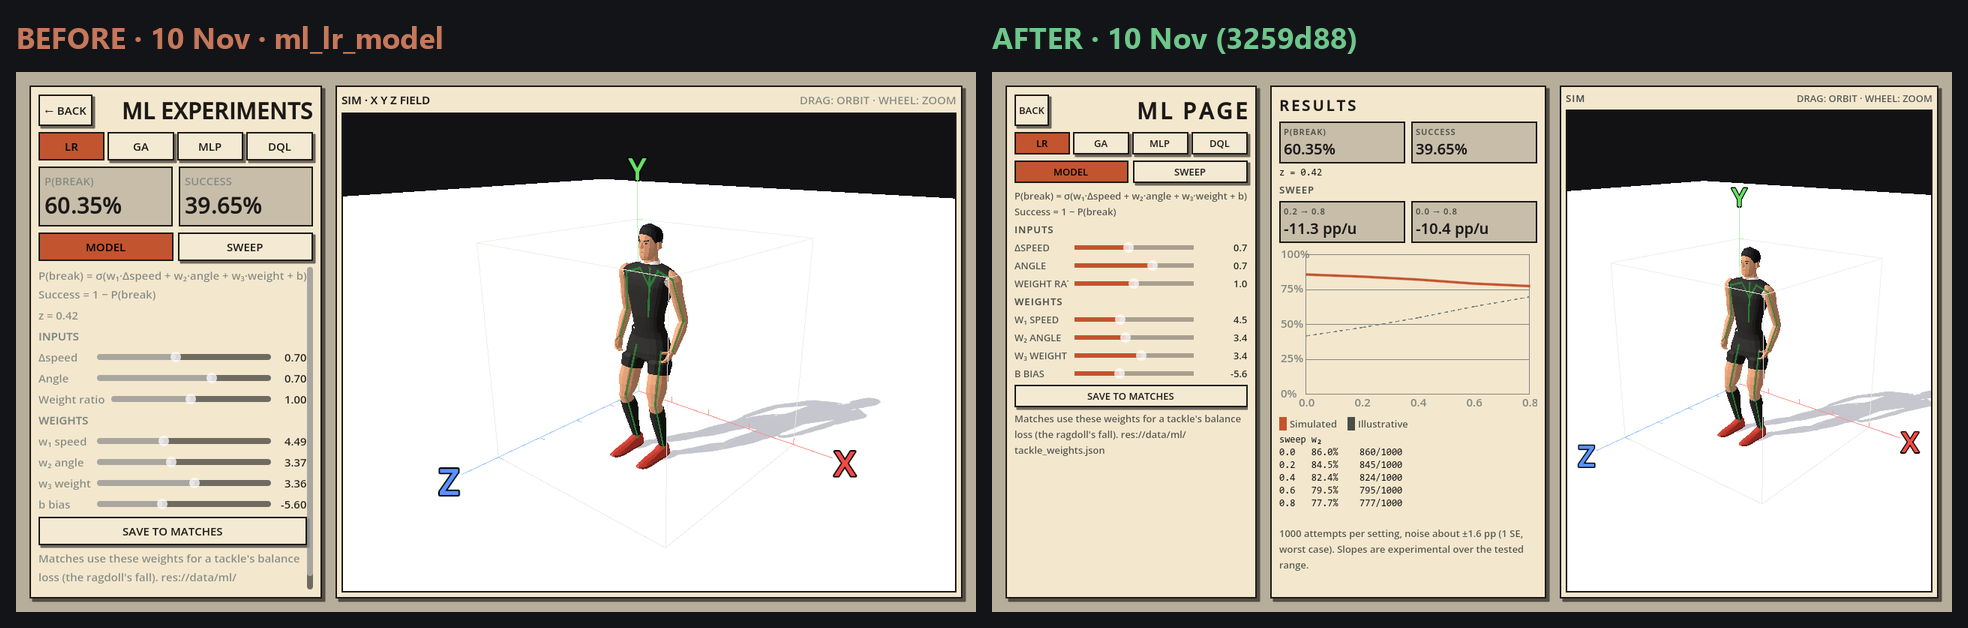 BEFORE · 10 Nov · ml_lr_model
← BACK
ML EXPERIMENTS
LR GA MLP DQL
P(BREAK) SUCCESS
60.35% 39.65%
MODEL SWEEP
P(break) = σ(w₁·Δspeed + w₂·angle + w₃·weight + b)
Success = 1 − P(break)
z = 0.42
INPUTS
Δspeed 0.70
Angle 0.70
Weight ratio 1.00
WEIGHTS
w₁ speed 4.49
w₂ angle 3.37
w₃ weight 3.36
b bias -5.60
SAVE TO MATCHES
Matches use these weights for a tackle's balance
loss (the ragdoll's fall). res://data/ml/
SIM · X Y Z FIELD DRAG: ORBIT · WHEEL: ZOOM
Y
Z
X
AFTER · 10 Nov (3259d88)
BACK
ML PAGE
LR GA MLP DQL
MODEL SWEEP
P(break) = σ(w₁·Δspeed + w₂·angle + w₃·weight + b)
Success = 1 − P(break)
INPUTS
ΔSPEED 0.7
ANGLE 0.7
WEIGHT RA 1.0
WEIGHTS
W₁ SPEED 4.5
W₂ ANGLE 3.4
W₃ WEIGHT 3.4
B BIAS -5.6
SAVE TO MATCHES
Matches use these weights for a tackle's balance
loss (the ragdoll's fall). res://data/ml/
tackle_weights.json
RESULTS
P(BREAK) SUCCESS
60.35% 39.65%
z = 0.42
SWEEP
0.2 → 0.8 0.0 → 0.8
-11.3 pp/u -10.4 pp/u
100%
75%
50%
25%
0%
0.0 0.2 0.4 0.6 0.8
Simulated Illustrative
sweep w₂
0.0 86.0% 860/1000
0.2 84.5% 845/1000
0.4 82.4% 824/1000
0.6 79.5% 795/1000
0.8 77.7% 777/1000
1000 attempts per setting, noise about ±1.6 pp (1 SE,
worst case). Slopes are experimental over the tested
range.
SIM DRAG: ORBIT · WHEEL: ZOOM
Y
Z
X